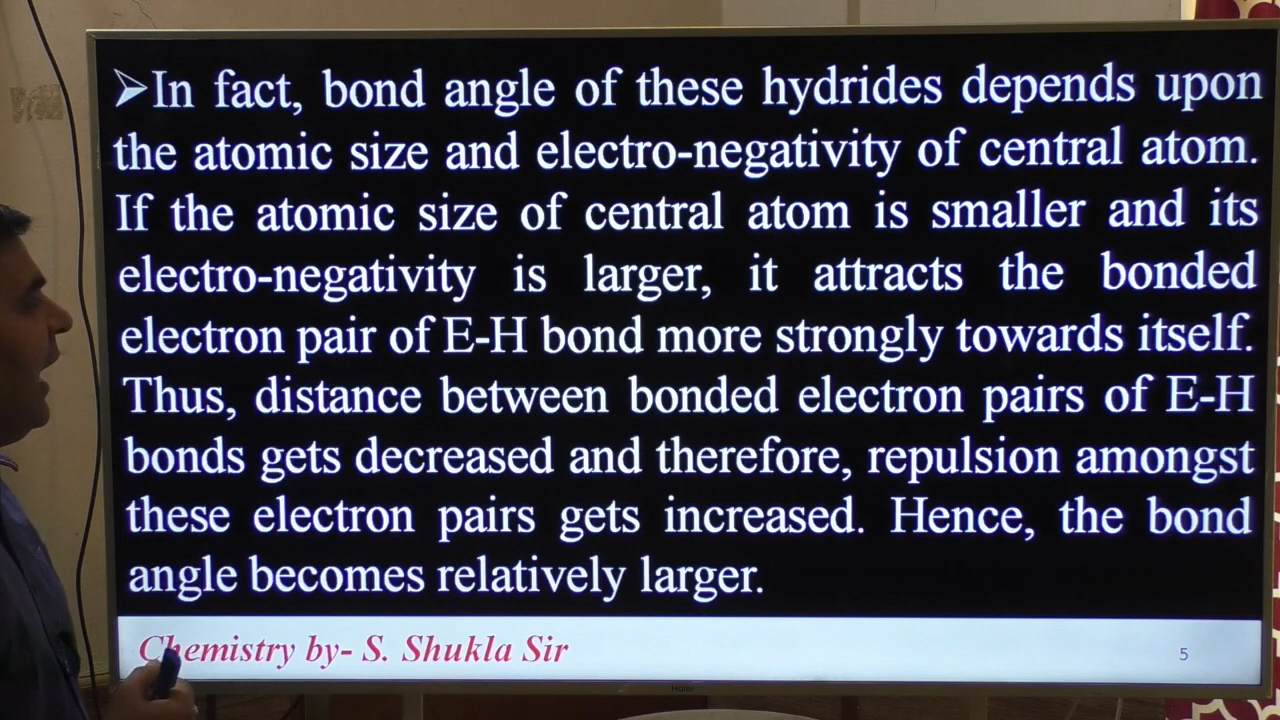 ➢In fact, bond angle of these hydrides depends upon
the atomic size and electro-negativity of central atom.
If the atomic size of central atom is smaller and its
electro-negativity is larger, it attracts the bonded
electron pair of E-H bond more strongly towards itself.
Thus, distance between bonded electron pairs of E-H
bonds gets decreased and therefore, repulsion amongst
these electron pairs gets increased. Hence, the bond
angle becomes relatively larger.
Chemistry by- S. Shukla Sir
5
Haier